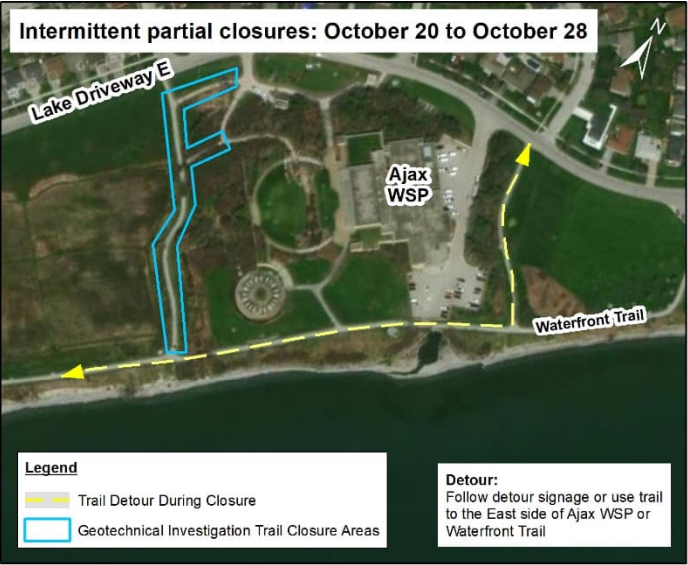 Intermittent partial closures: October 20 to October 28
N
Lake Driveway E
Ajax
WSP
Waterfront Trail
Legend
Trail Detour During Closure
Geotechnical Investigation Trail Closure Areas
Detour:
Follow detour signage or use trail
to the East side of Ajax WSP or
Waterfront Trail